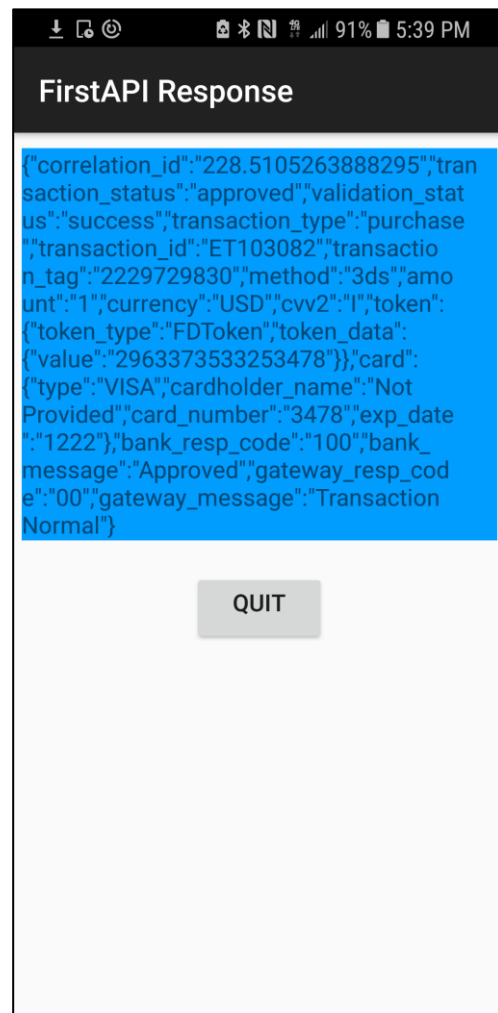 91% 5:39 PM
FirstAPI Response
{"correlation_id":"228.5105263888295","tran
saction_status":"approved","validation_stat
us":"success","transaction_type":"purchase
","transaction_id":"ET103082","transactio
n_tag":"2229729830","method":"3ds","amo
unt":"1","currency":"USD","cvv2":"I","token":
{"token_type":"FDToken","token_data":
{"value":"2963373533253478"}},"card":
{"type":"VISA","cardholder_name":"Not
Provided","card_number":"3478","exp_date
":"1222"},"bank_resp_code":"100","bank_
message":"Approved","gateway_resp_cod
e":"00","gateway_message":"Transaction
Normal"}
QUIT